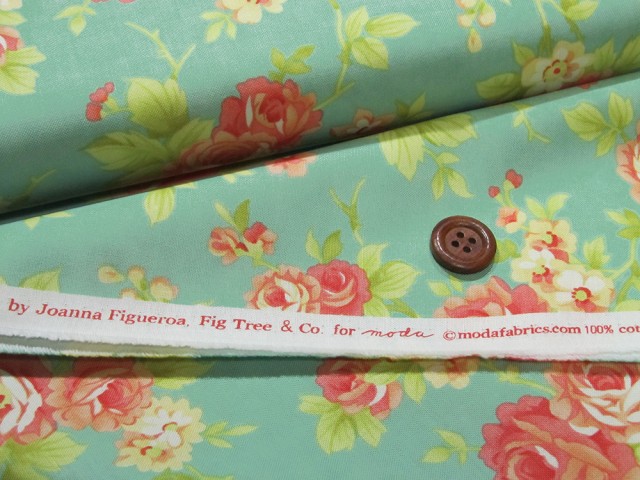 by Joanna Figueroa, Fig Tree & Co. for moda ©modafabrics.com 100% cot